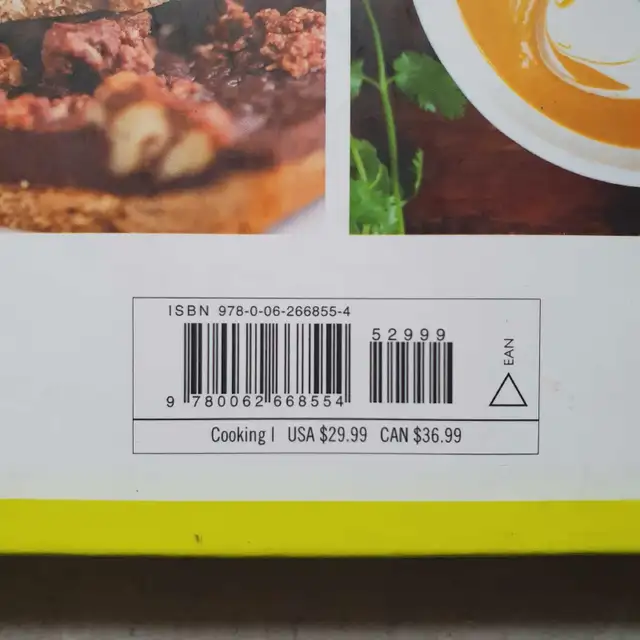 ISBN 978-0-06-266855-4
52999
EAN
9 780062 668554
Cooking | USA $29.99 CAN $36.99